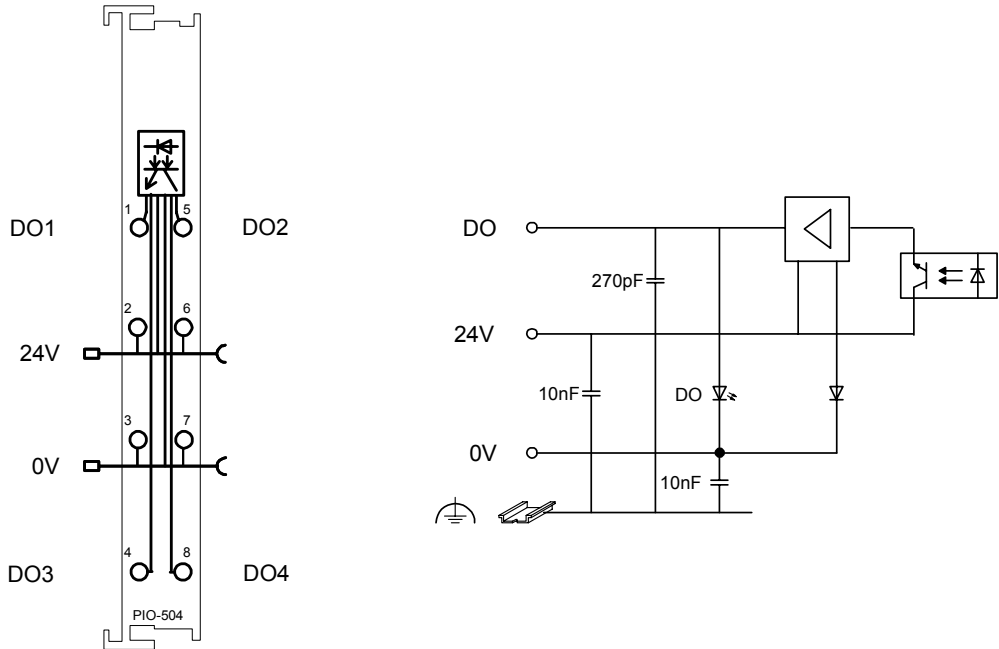 1 5
DO1 DO2
2 6
24V
3 7
0V
4 8
DO3 DO4
PIO-504
DO
270pF
24V
10nF
DO
0V
10nF